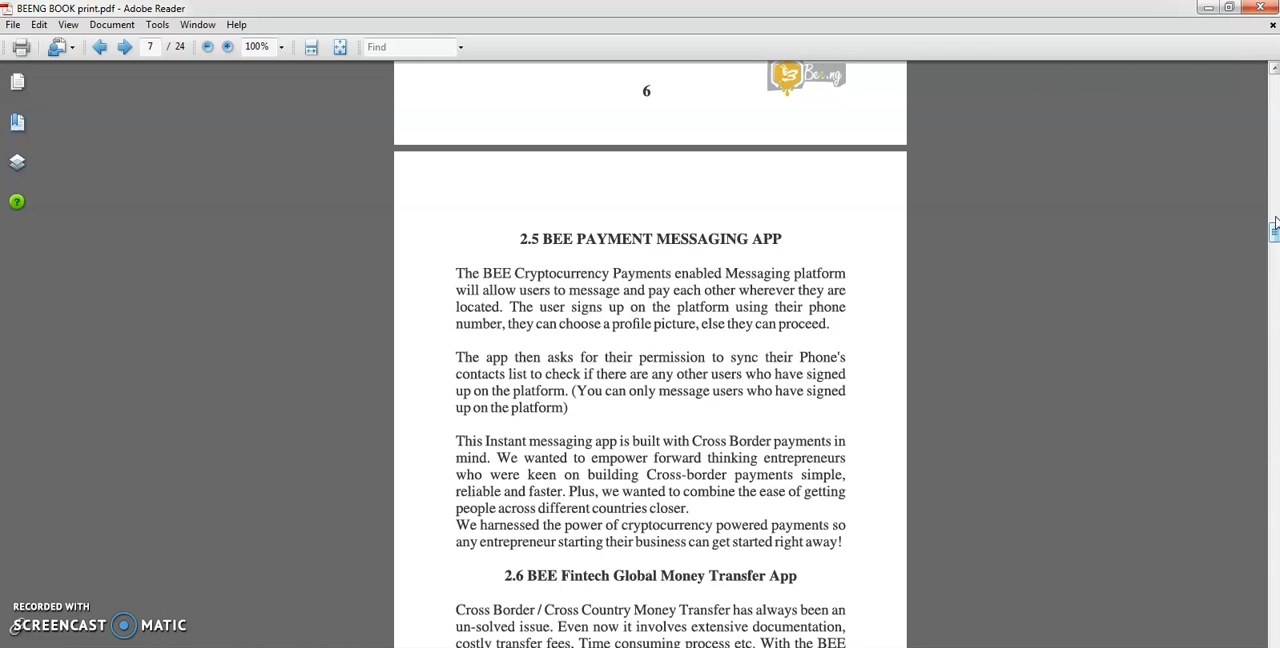 BEENG BOOK print.pdf - Adobe Reader
File Edit View Document Tools Window Help
7 / 24 100% Find
Bee.ng
6
2.5 BEE PAYMENT MESSAGING APP
The BEE Cryptocurrency Payments enabled Messaging platform
will allow users to message and pay each other wherever they are
located. The user signs up on the platform using their phone
number, they can choose a profile picture, else they can proceed.
The app then asks for their permission to sync their Phone's
contacts list to check if there are any other users who have signed
up on the platform. (You can only message users who have signed
up on the platform)
This Instant messaging app is built with Cross Border payments in
mind. We wanted to empower forward thinking entrepreneurs
who were keen on building Cross-border payments simple,
reliable and faster. Plus, we wanted to combine the ease of getting
people across different countries closer.
We harnessed the power of cryptocurrency powered payments so
any entrepreneur starting their business can get started right away!
2.6 BEE Fintech Global Money Transfer App
Cross Border / Cross Country Money Transfer has always been an
un-solved issue. Even now it involves extensive documentation,
costly transfer fees, Time consuming process etc. With the BEE
RECORDED WITH
SCREENCAST MATIC